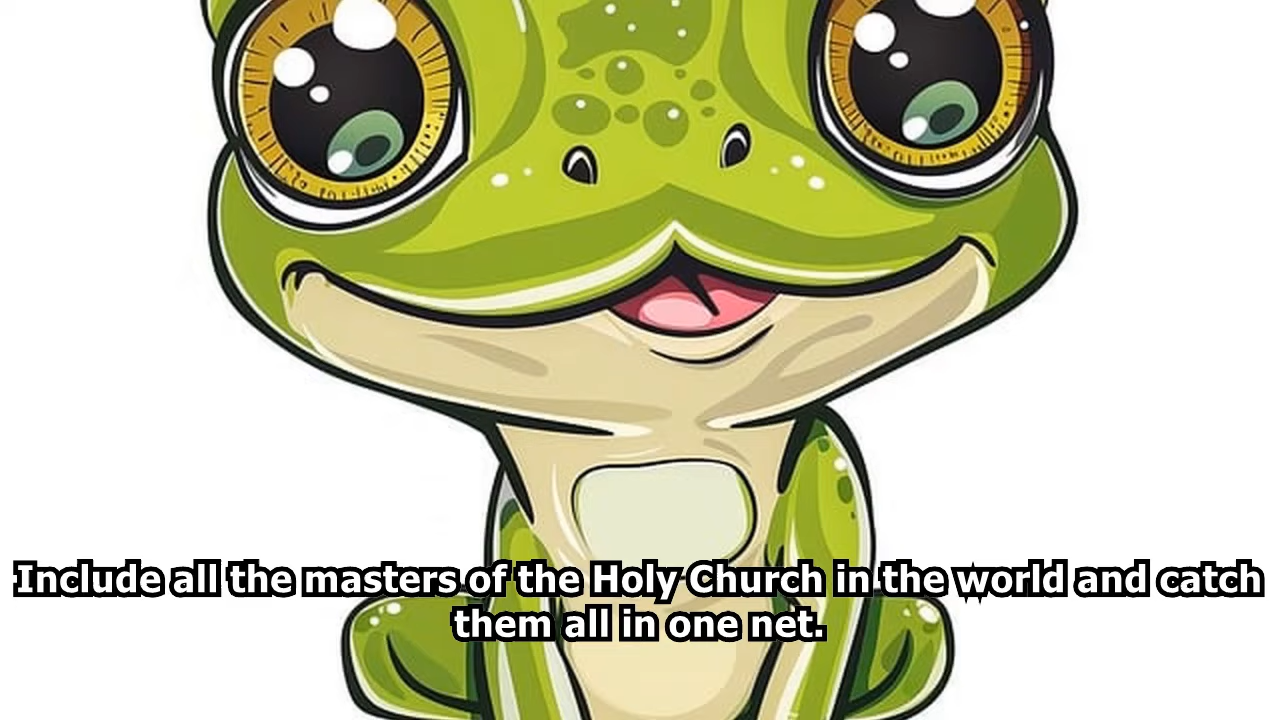 Include all the masters of the Holy Church in the world and catch
them all in one net.